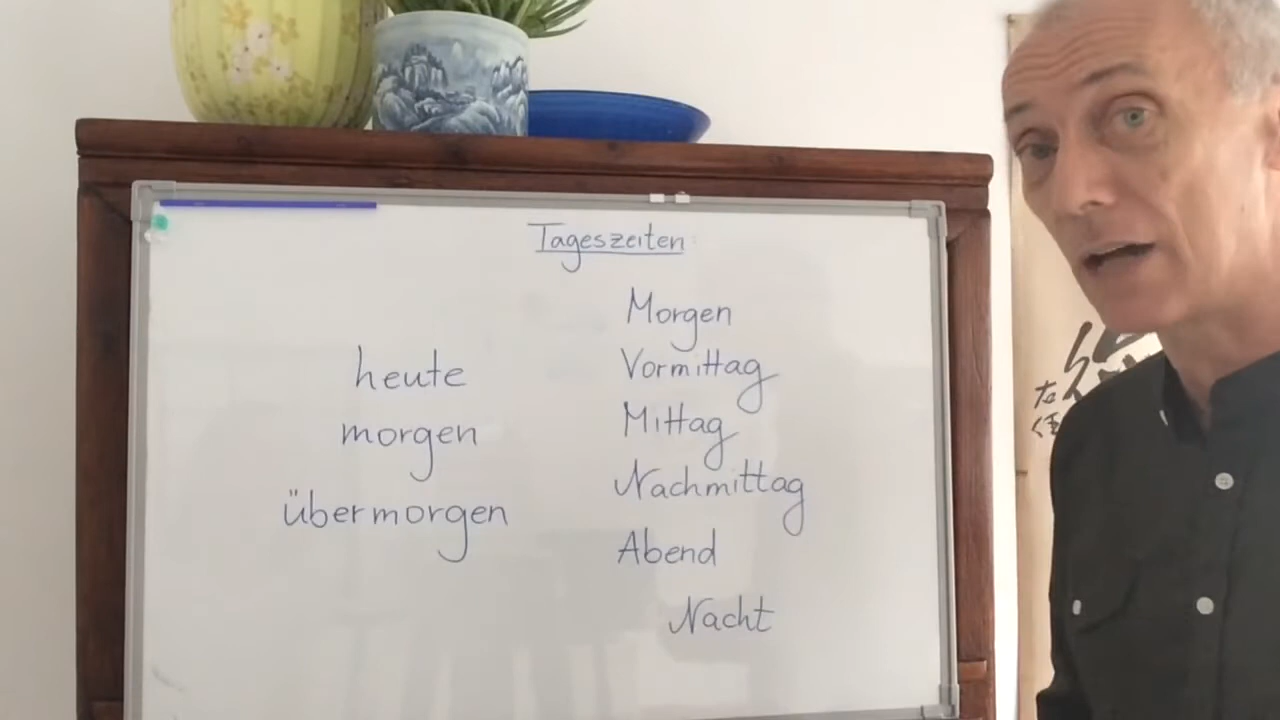 Tageszeiten
heute
morgen
übermorgen
Morgen
Vormittag
Mittag
Nachmittag
Abend
Nacht